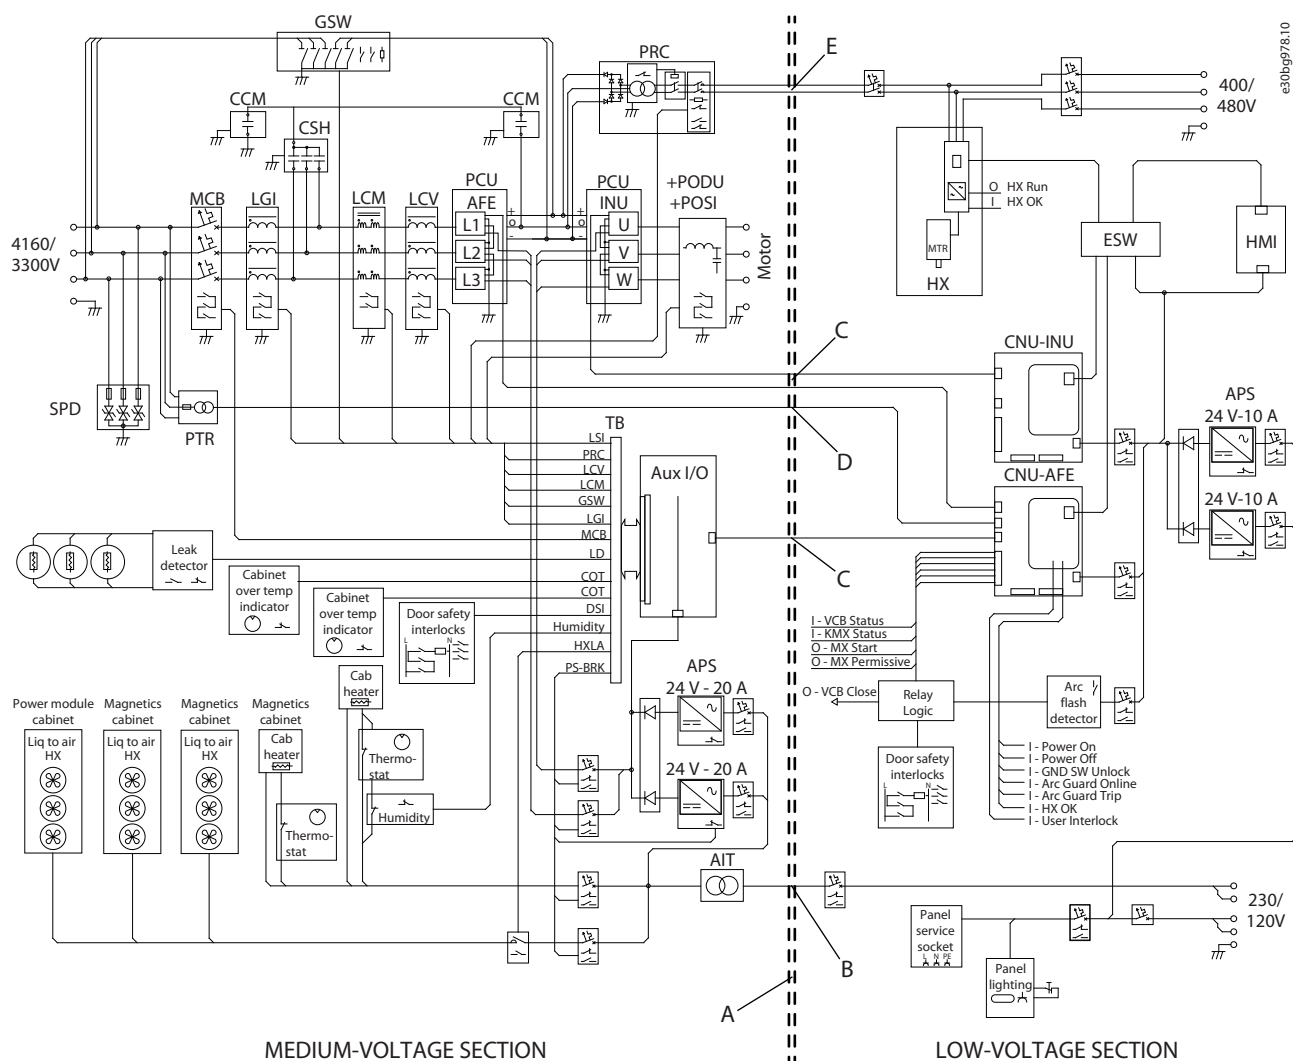 GSW
PRC
E
e30bg978.10
CCM
CCM
CSH
400/
480V
MCB
LGI
LCM
LCV
PCU
AFE
PCU
INU
+PODU
+POSI
L1
L2
L3
+
O
-
+
O
-
U
V
W
Motor
4160/
3300V
O HX Run
I HX OK
MTR
HX
ESW
HMI
SPD
PTR
C
D
C
CNU-INU
CNU-AFE
APS
24 V-10 A
24 V-10 A
TB
LSI
PRC
LCV
LCM
GSW
LGI
MCB
LD
COT
COT
DSI
Humidity
HXLA
PS-BRK
Aux I/O
Leak
detector
Cabinet
over temp
indicator
Cabinet
over temp
indicator
Door safety
interlocks
L
N
I - VCB Status
I - KMX Status
O - MX Start
O - MX Permissive
O - VCB Close
Relay
Logic
Arc
flash
detector
Door safety
interlocks
L
N
I - Power On
I - Power Off
I - GND SW Unlock
I - Arc Guard Online
I - Arc Guard Trip
I - HX OK
I - User Interlock
APS
24 V - 20 A
24 V - 20 A
Power module
cabinet
Liq to air
HX
Magnetics
cabinet
Liq to air
HX
Magnetics
cabinet
Liq to air
HX
Magnetics
cabinet
Cab
heater
Cab
heater
Thermo-
stat
Thermo-
stat
Humidity
AIT
B
A
230/
120V
Panel
service
socket
L N PE
Panel
lighting
MEDIUM-VOLTAGE SECTION
LOW-VOLTAGE SECTION